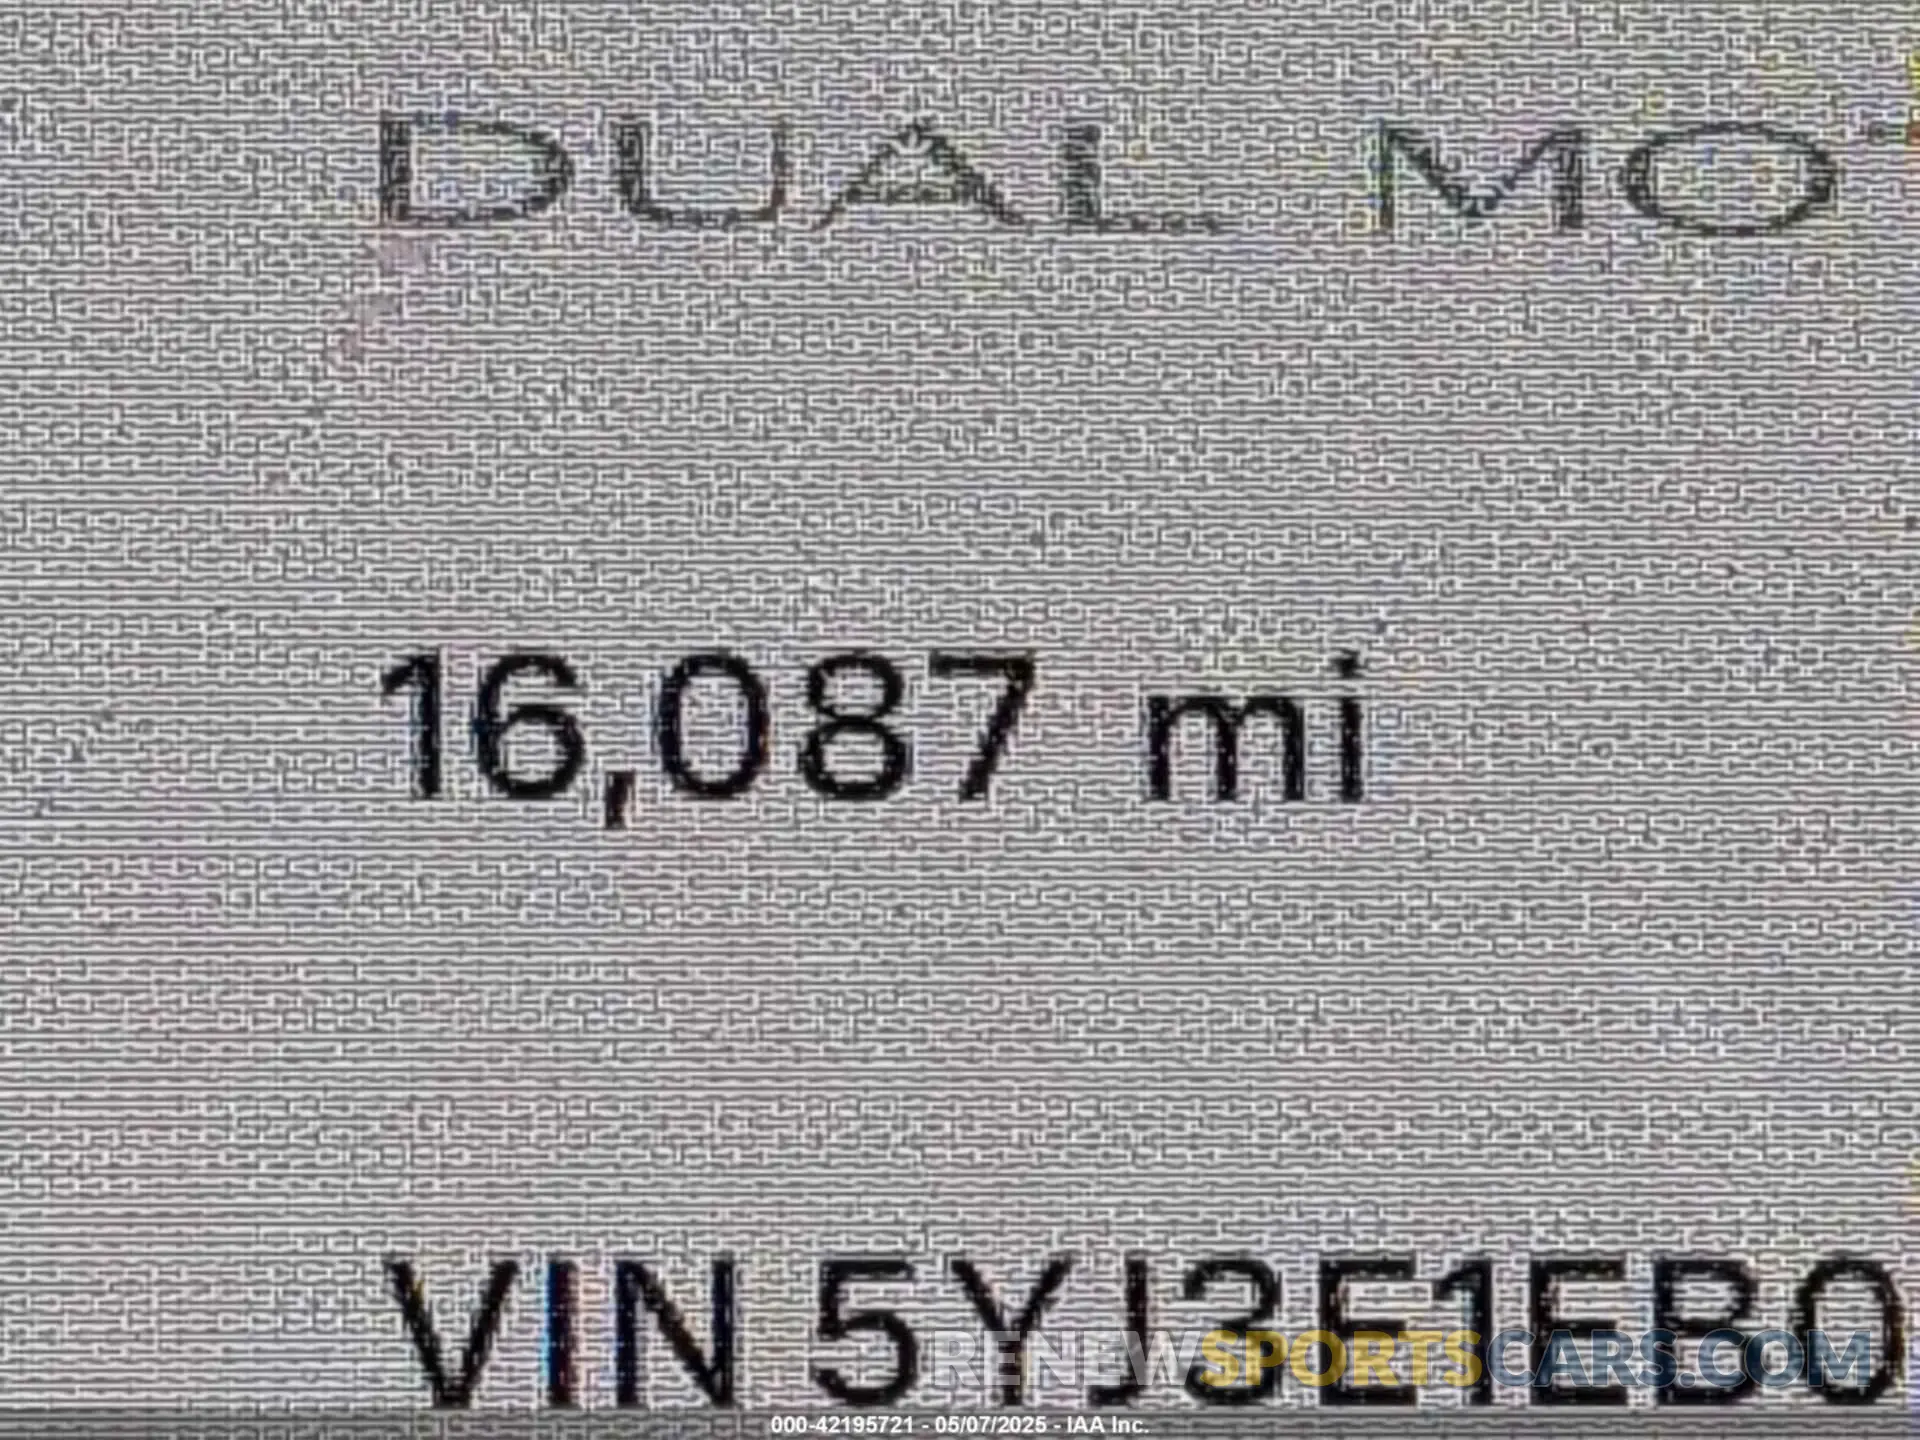 DUAL MO
16,087 mi
VIN 5YJ3E1EB0
RENEWSPORTSCARS.COM
000-42195721 - 05/07/2025 - IAA Inc.